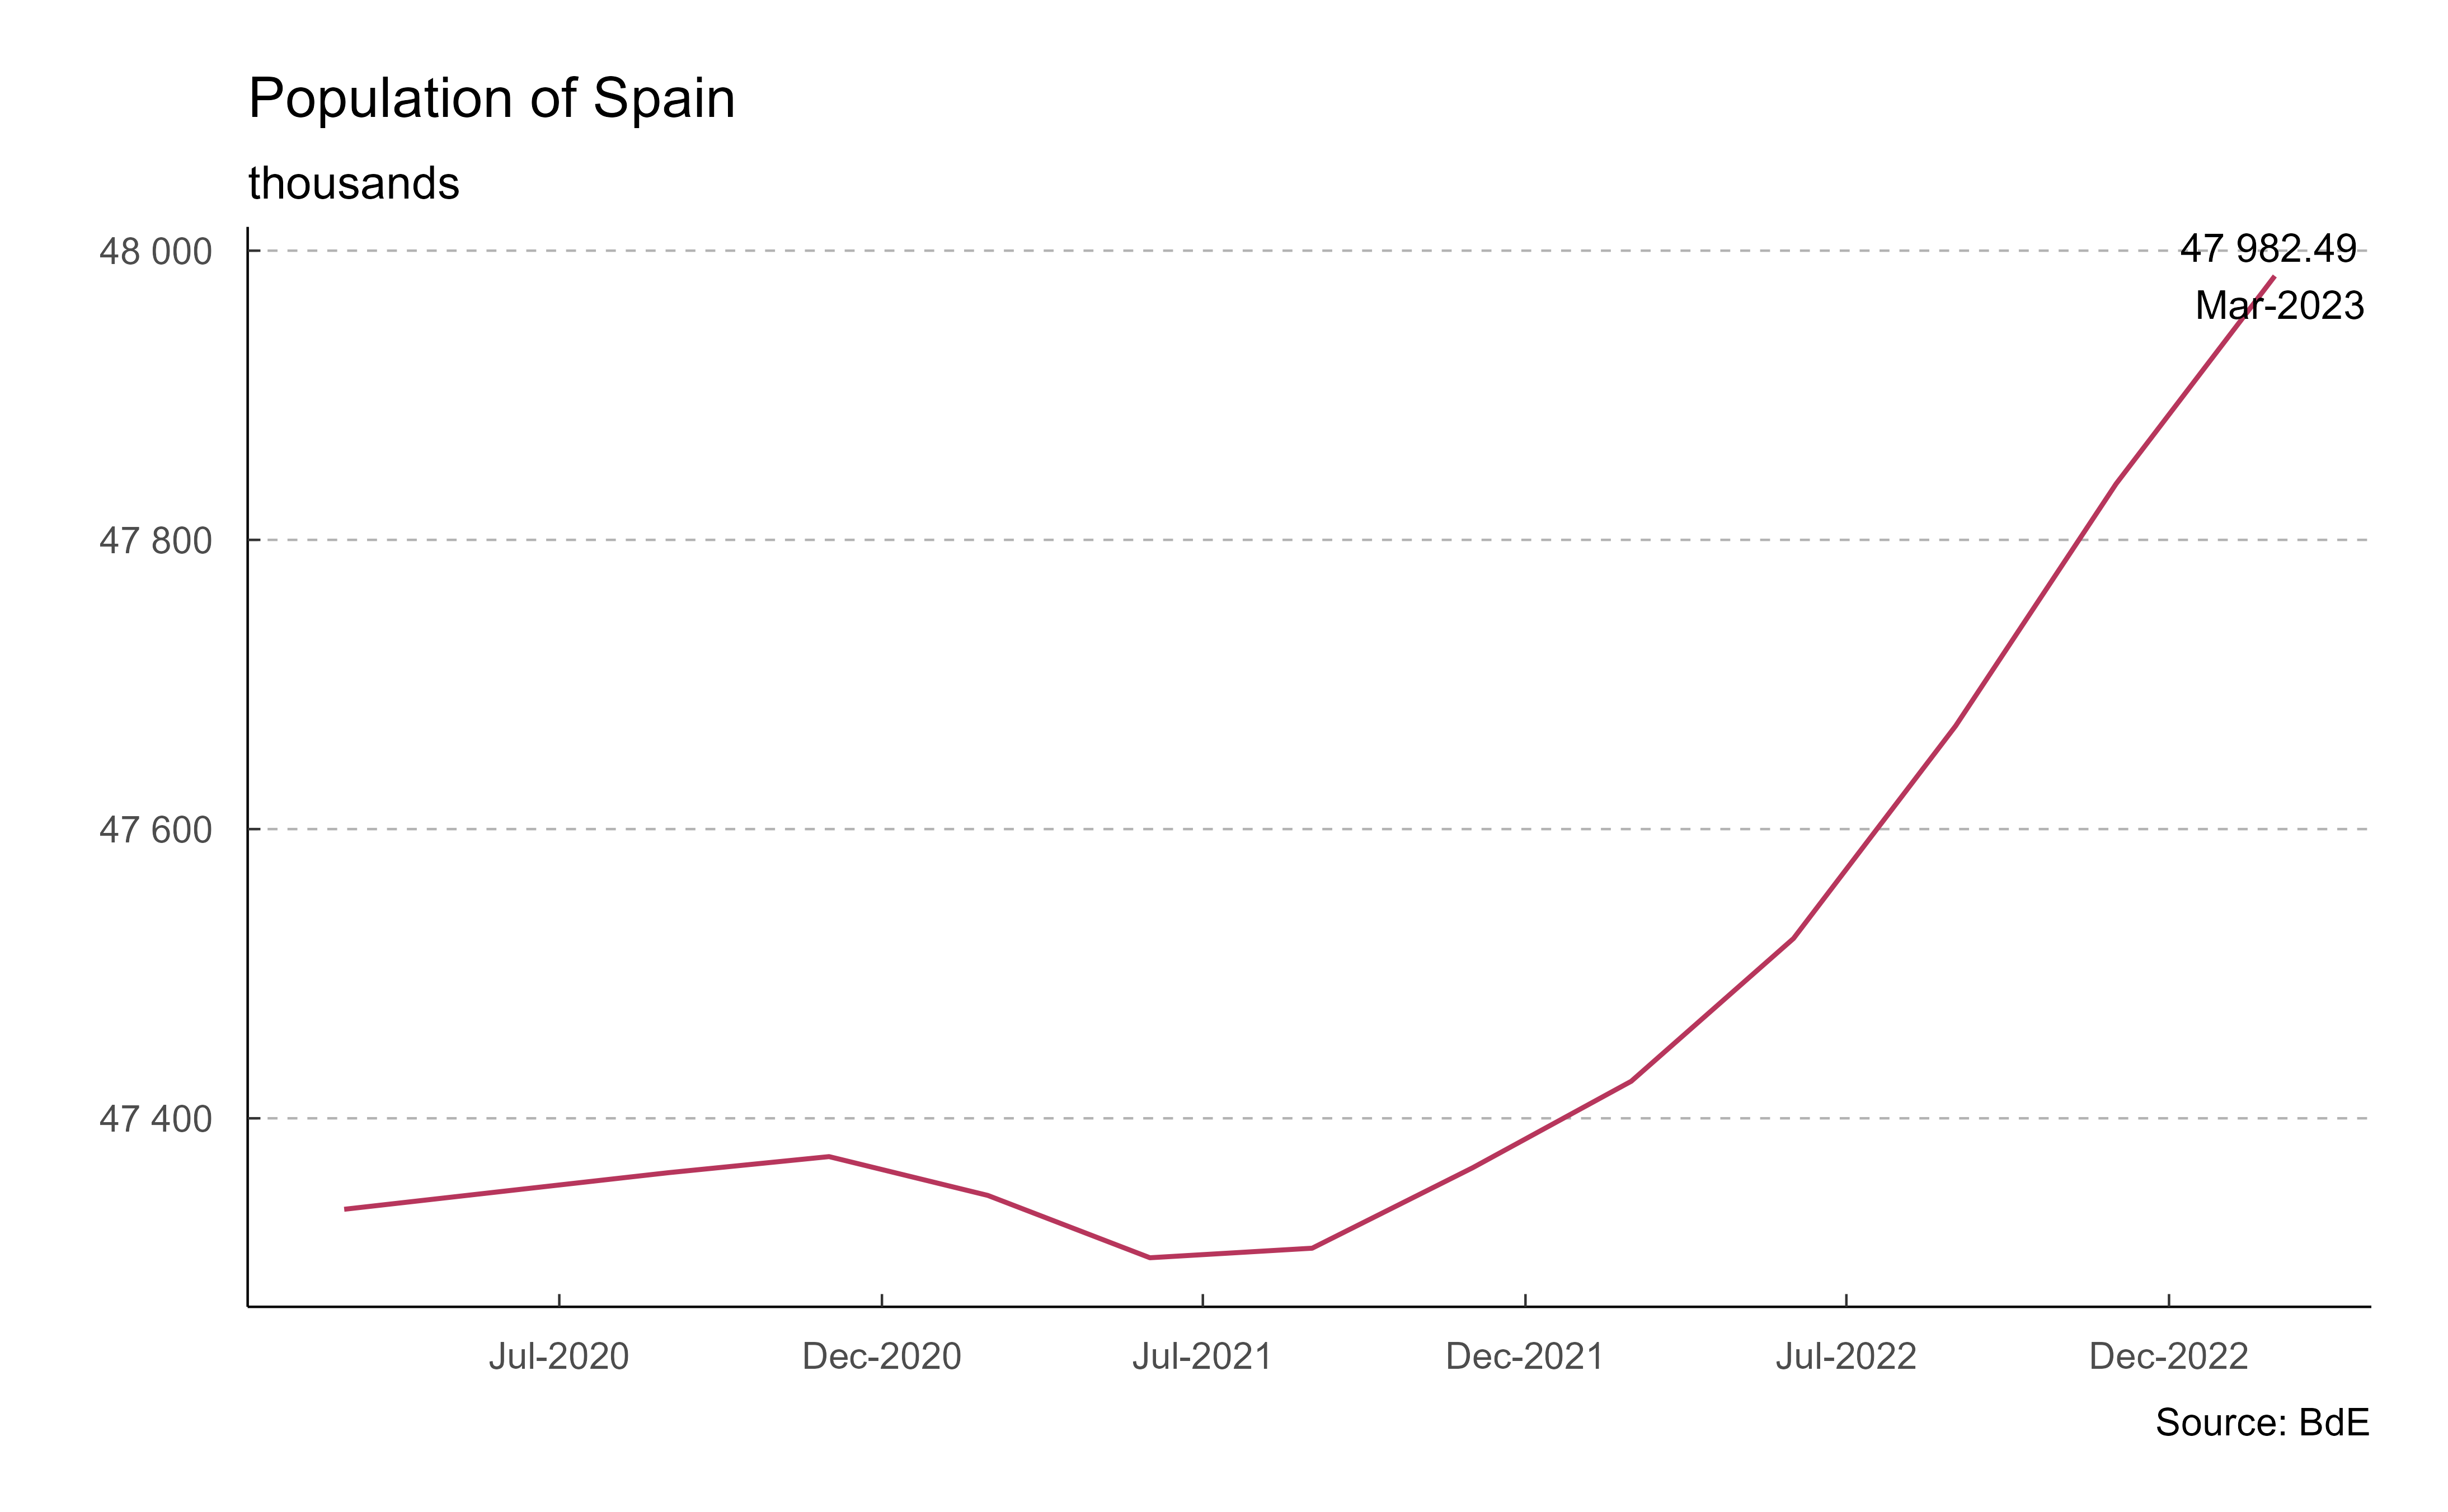 Population of Spain
thousands
48 000
47 982.49
Mar-2023
47 800
47 600
47 400
Jul-2020
Dec-2020
Jul-2021
Dec-2021
Jul-2022
Dec-2022
Source: BdE